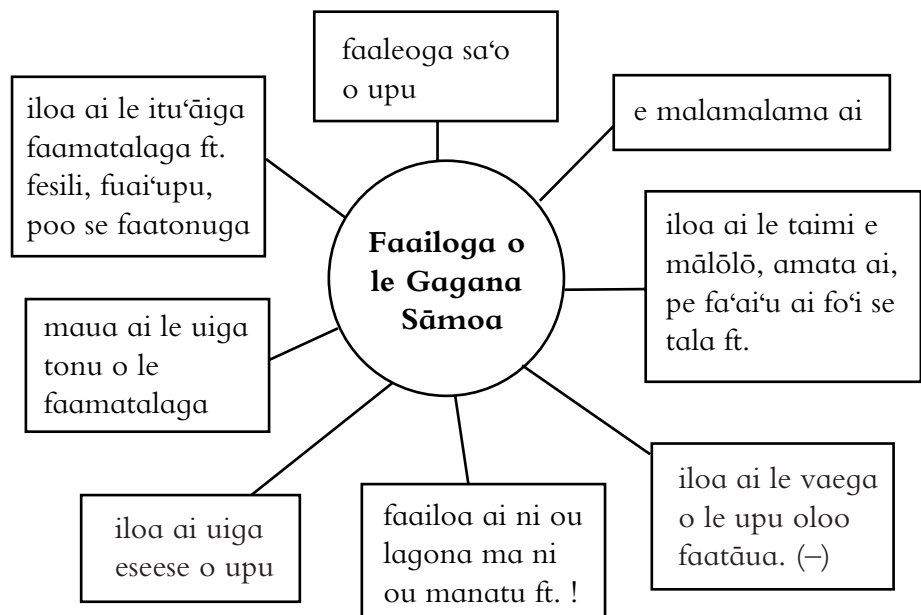 faaleoga sa‘o
o upu
iloa ai le itu‘āiga
faamatalaga ft.
fesili, fuai‘upu,
poo se faatonuga
e malamalama ai
Faailoga o
le Gagana
Sāmoa
iloa ai le taimi e
mālōlō, amata ai,
pe fa‘ai‘u ai fo‘i se
tala ft.
maua ai le uiga
tonu o le
faamatalaga
iloa ai uiga
eseese o upu
faailoa ai ni ou
lagona ma ni
ou manatu ft. !
iloa ai le vaega
o le upu oloo
faatāua. (–)